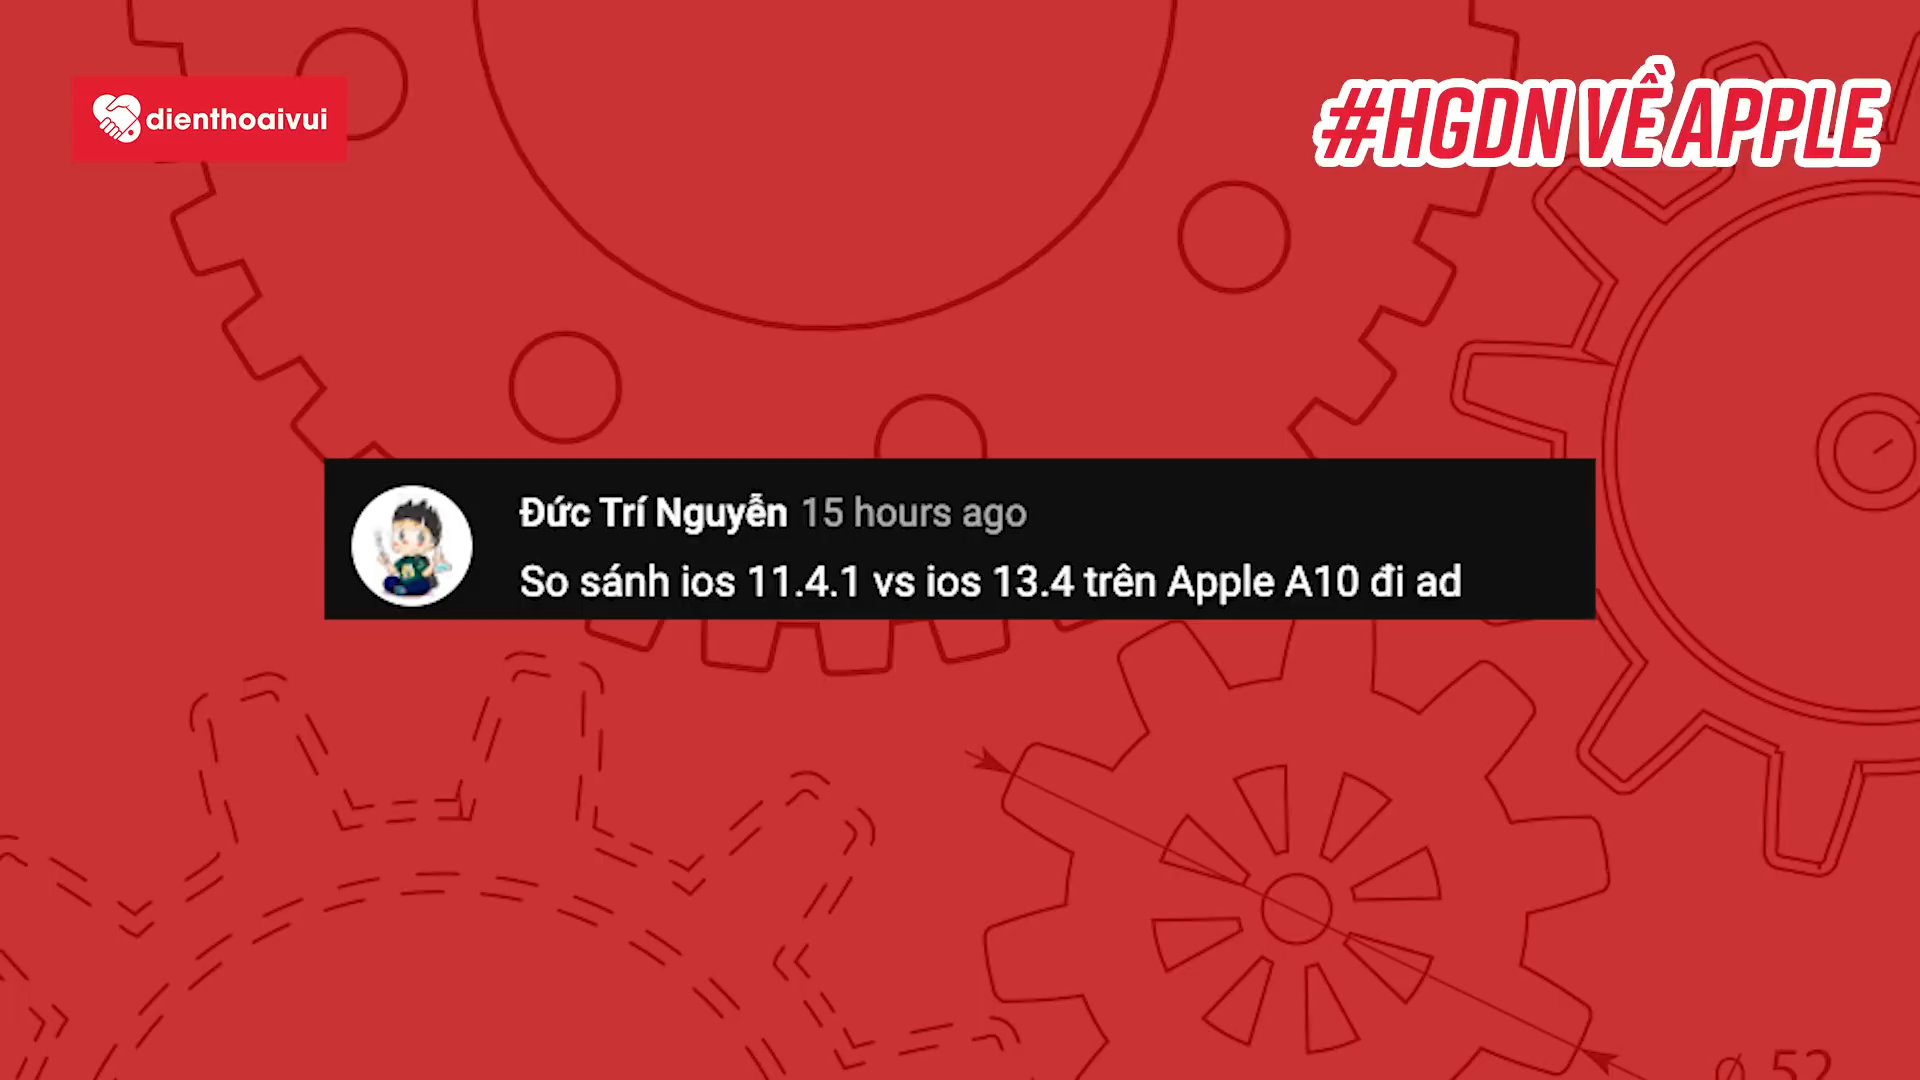 dienthoaivui
#HGDN VỀ APPLE
Đức Trí Nguyễn 15 hours ago
So sánh ios 11.4.1 vs ios 13.4 trên Apple A10 đi ad
Ø 52